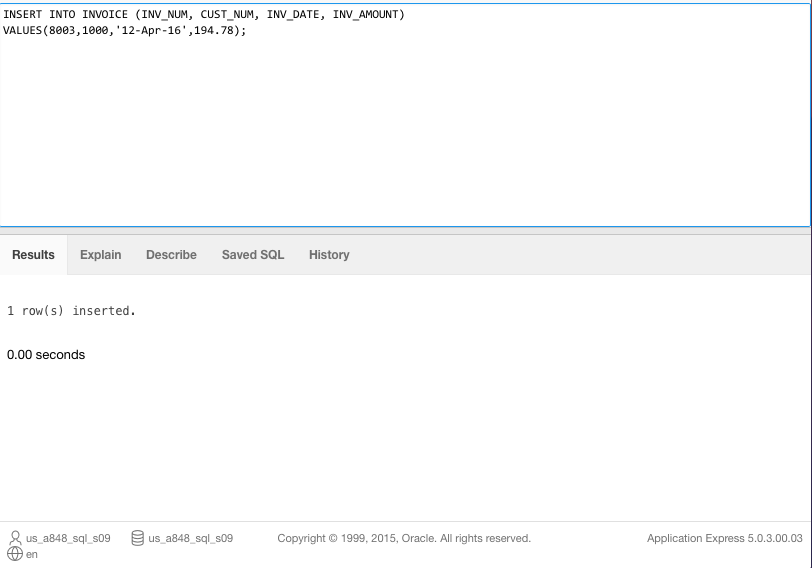 INSERT INTO INVOICE (INV_NUM, CUST_NUM, INV_DATE, INV_AMOUNT)
VALUES(8003,1000,'12-Apr-16',194.78);
Results Explain Describe Saved SQL History
1 row(s) inserted.
0.00 seconds
us_a848_sql_s09 us_a848_sql_s09 Copyright © 1999, 2015, Oracle. All rights reserved. Application Express 5.0.3.00.03
en